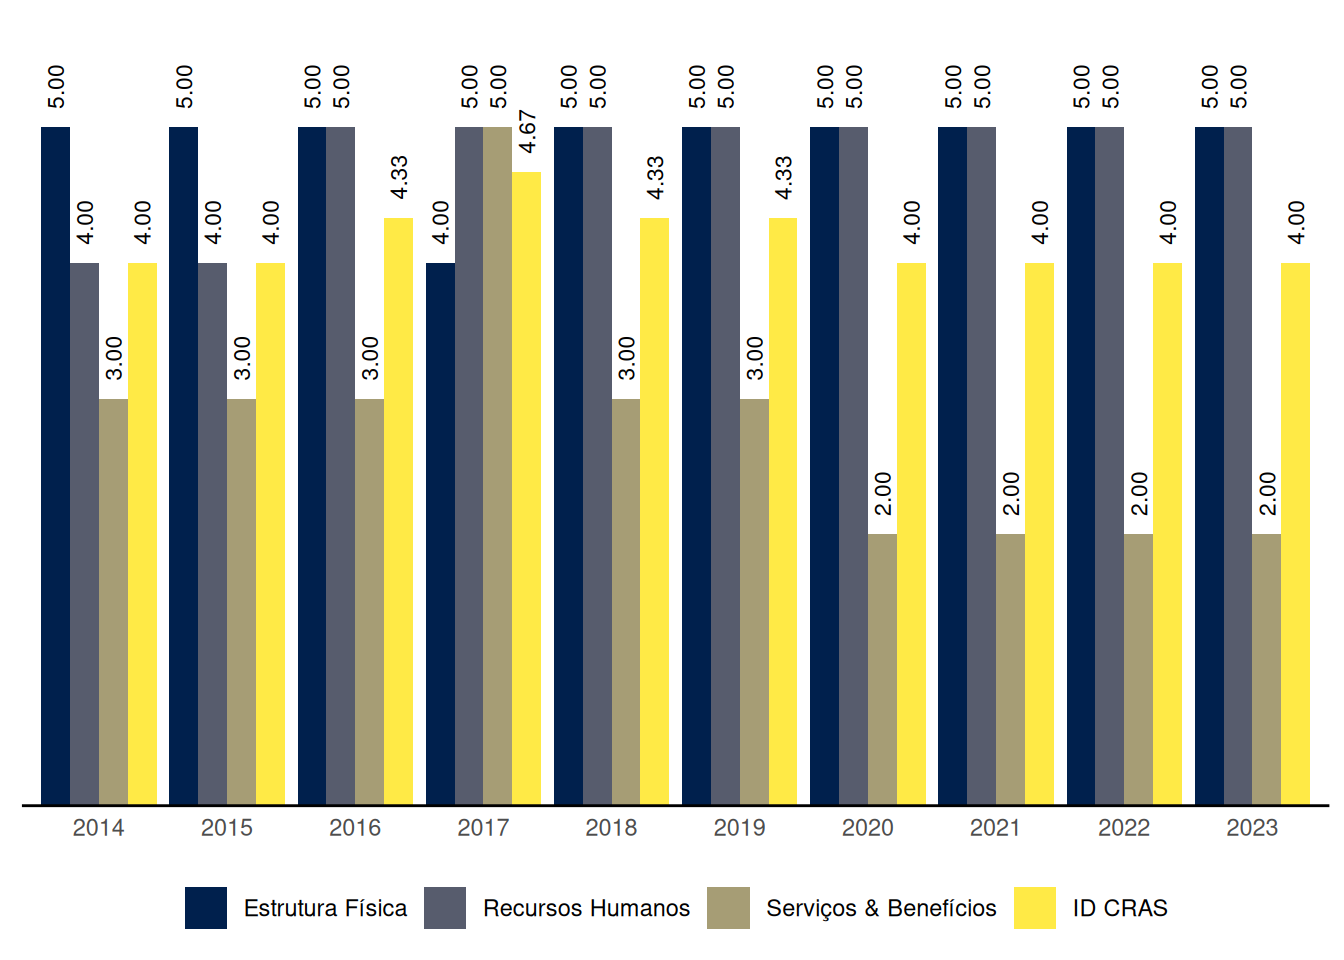 5.00 5.00 5.00 5.00 5.00 5.00 5.00 5.00 5.00 5.00 5.00 5.00 5.00 5.00 5.00 5.00 5.00
4.67
4.33 4.33 4.33
4.00 4.00 4.00 4.00 4.00 4.00 4.00 4.00 4.00
3.00 3.00 3.00 3.00 3.00
2.00 2.00 2.00 2.00
2014 2015 2016 2017 2018 2019 2020 2021 2022 2023
Estrutura Física Recursos Humanos Serviços & Benefícios ID CRAS